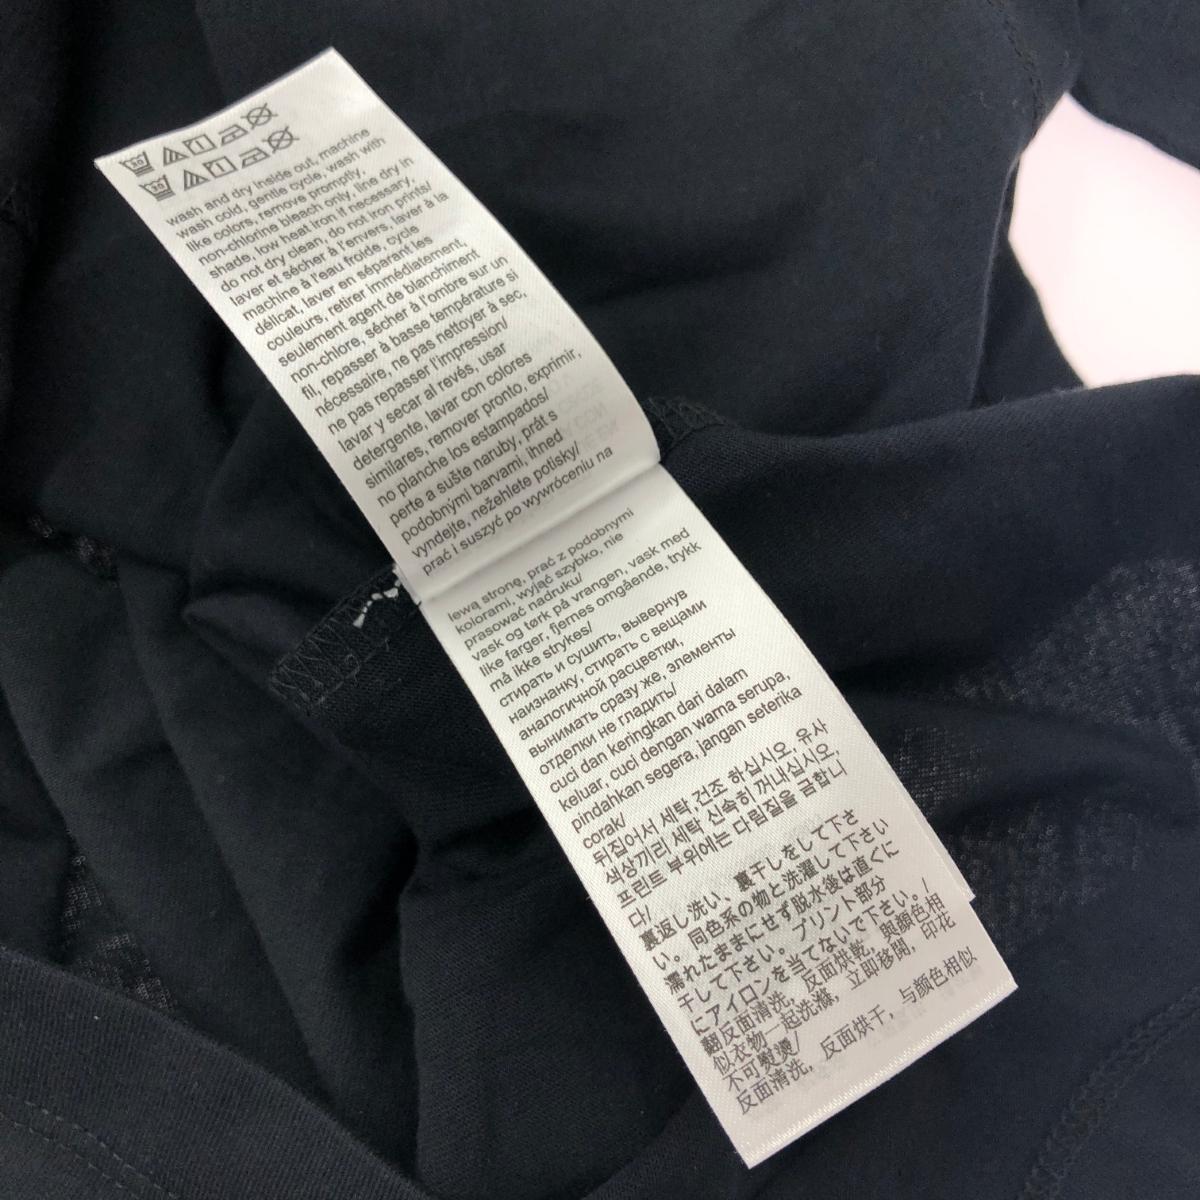 30
30
wash and dry inside out, machine
wash cold, gentle cycle, wash with
like colors, remove promptly,
non-chlorine bleach only, line dry in
shade, low heat iron if necessary,
do not dry clean, do not iron prints/
laver et sécher à l'envers, laver à la
machine à l'eau froide, cycle
délicat, laver en séparant les
couleurs, retirer immédiatement,
seulement agent de blanchiment
non-chlore, sécher à l'ombre sur un
fil, repasser à basse température si
nécessaire, ne pas nettoyer à sec,
ne pas repasser l'impression/
lavar y secar al revés, usar
detergente, lavar con colores
similares, remover pronto, exprimir,
no planche los estampados/
perte a sušte naruby, prát s
podobnými barvami, ihned
vyndejte, nežehlete potisky/
prać i suszyć po wywróceniu na
lewą stronę, prać z podobnymi
kolorami, wyjąć szybko, nie
prasować nadruku/
vask og tørk på vrangen, vask med
like farger, fjernes omgående, trykk
må ikke strykes/
стирать и сушить, вывернув
наизнанку, стирать с вещами
аналогичной расцветки,
вынимать сразу же, элементы
отделки не гладить/
cuci dan keringkan dari dalam
keluar, cuci dengan warna serupa,
pindahkan segera, jangan seterika
corak/
뒤집어서 세탁,건조 하십시오, 유사
색상끼리 세탁 신속히 꺼내십시오,
프린트 부위에는 다림질을 금합니
다/
裏返し洗い、裏干しをして下さ
い。同色系の物と洗濯して下さい
濡れたままにせず脱水後は直ぐに
干して下さい。プリント部分
にアイロンを当てないで下さい。/
翻反面清洗，反面烘乾，與顏色相
似衣物一起洗滌，立即移開，印花
不可熨燙/
反面清洗，反面烘干，与颜色相似